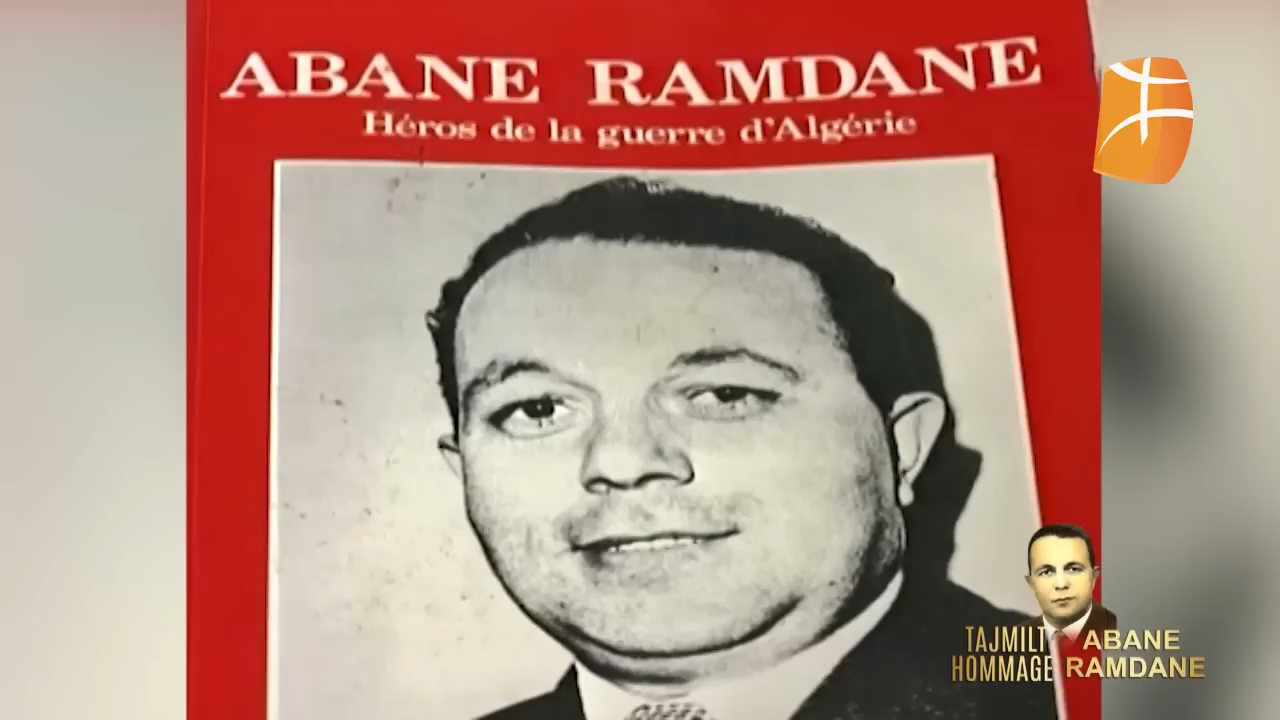 ABANE RAMDANE
Héros de la guerre d'Algérie
TAJMILT
HOMMAGE
ABANE
RAMDANE